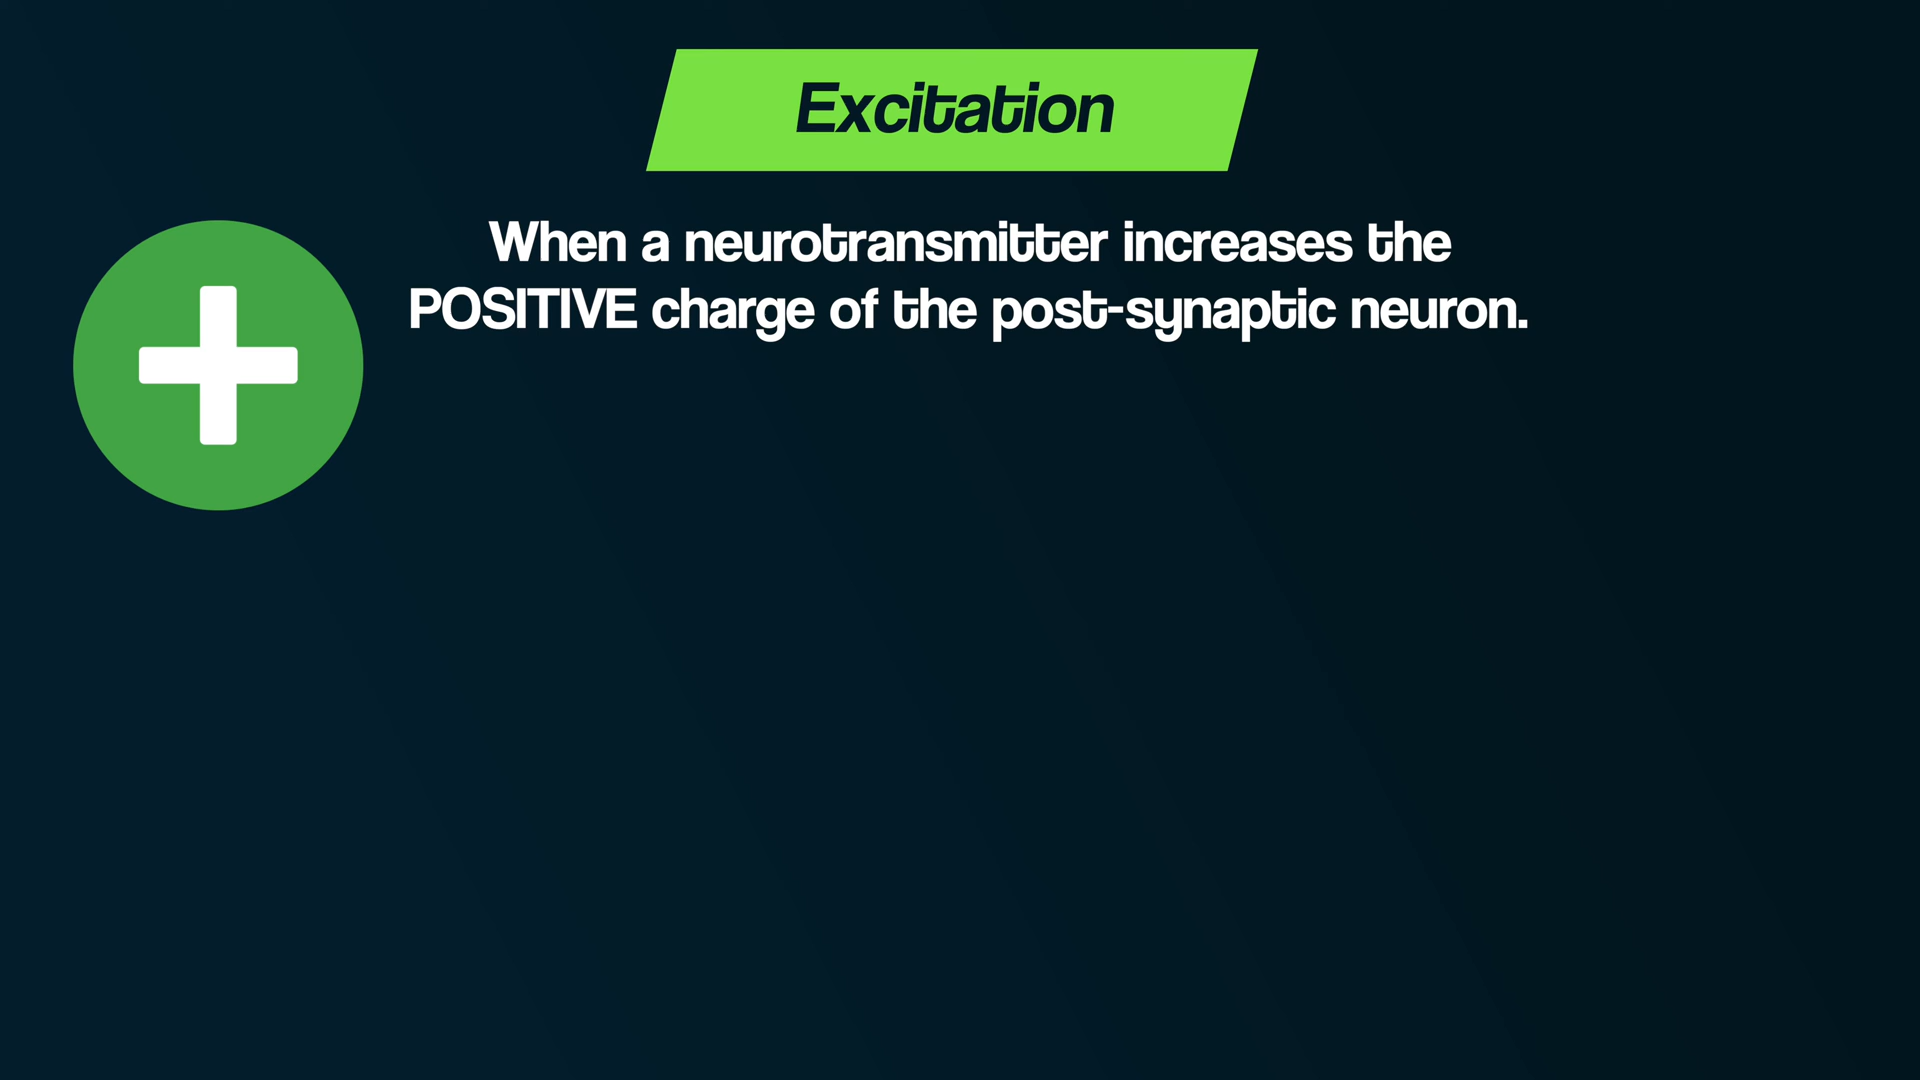 Excitation
When a neurotransmitter increases the
POSITIVE charge of the post-synaptic neuron.